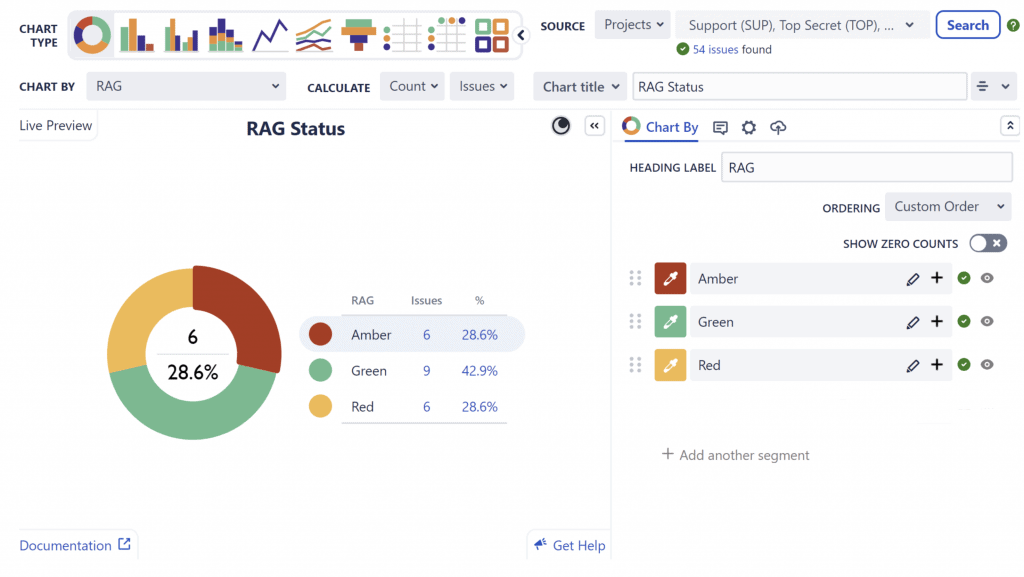 CHART TYPE
SOURCE Projects Support (SUP), Top Secret (TOP), ... Search
54 issues found
CHART BY RAG CALCULATE Count Issues Chart title RAG Status
Live Preview
RAG Status
Chart By
HEADING LABEL RAG
ORDERING Custom Order
SHOW ZERO COUNTS
Amber
Green
Red
Add another segment
6
28.6%
RAG Issues %
Amber 6 28.6%
Green 9 42.9%
Red 6 28.6%
Documentation
Get Help